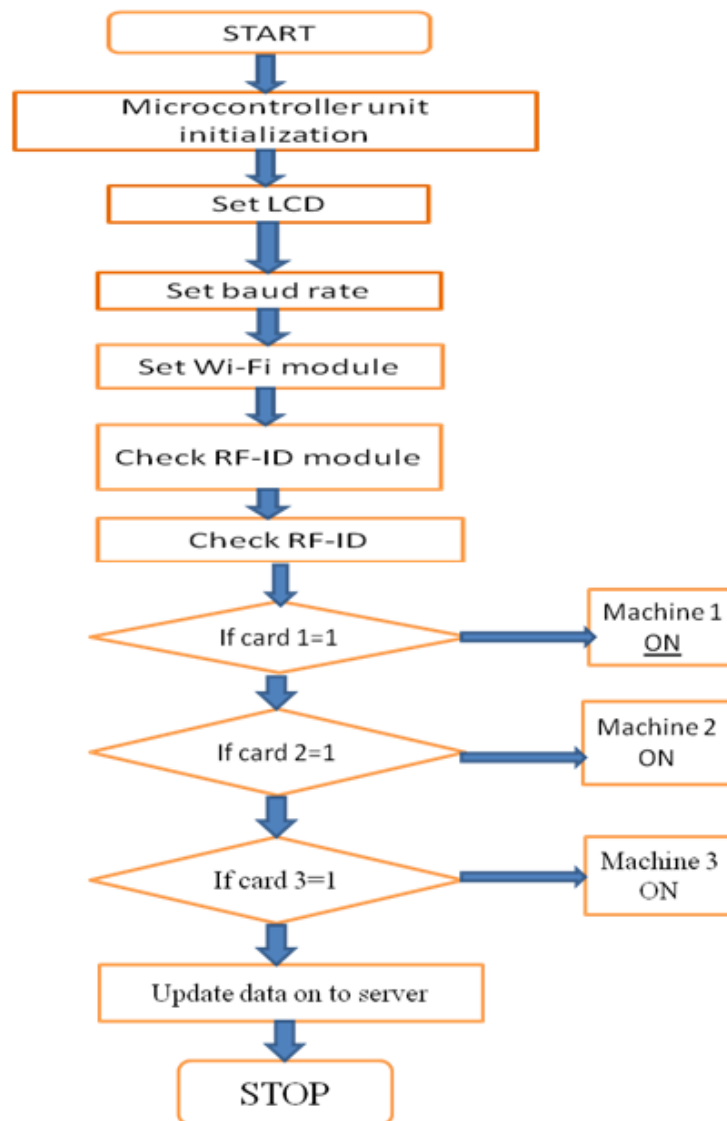 START
Microcontroller unit
initialization
Set LCD
Set baud rate
Set Wi-Fi module
Check RF-ID module
Check RF-ID
If card 1=1
Machine 1
ON
If card 2=1
Machine 2
ON
If card 3=1
Machine 3
ON
Update data on to server
STOP